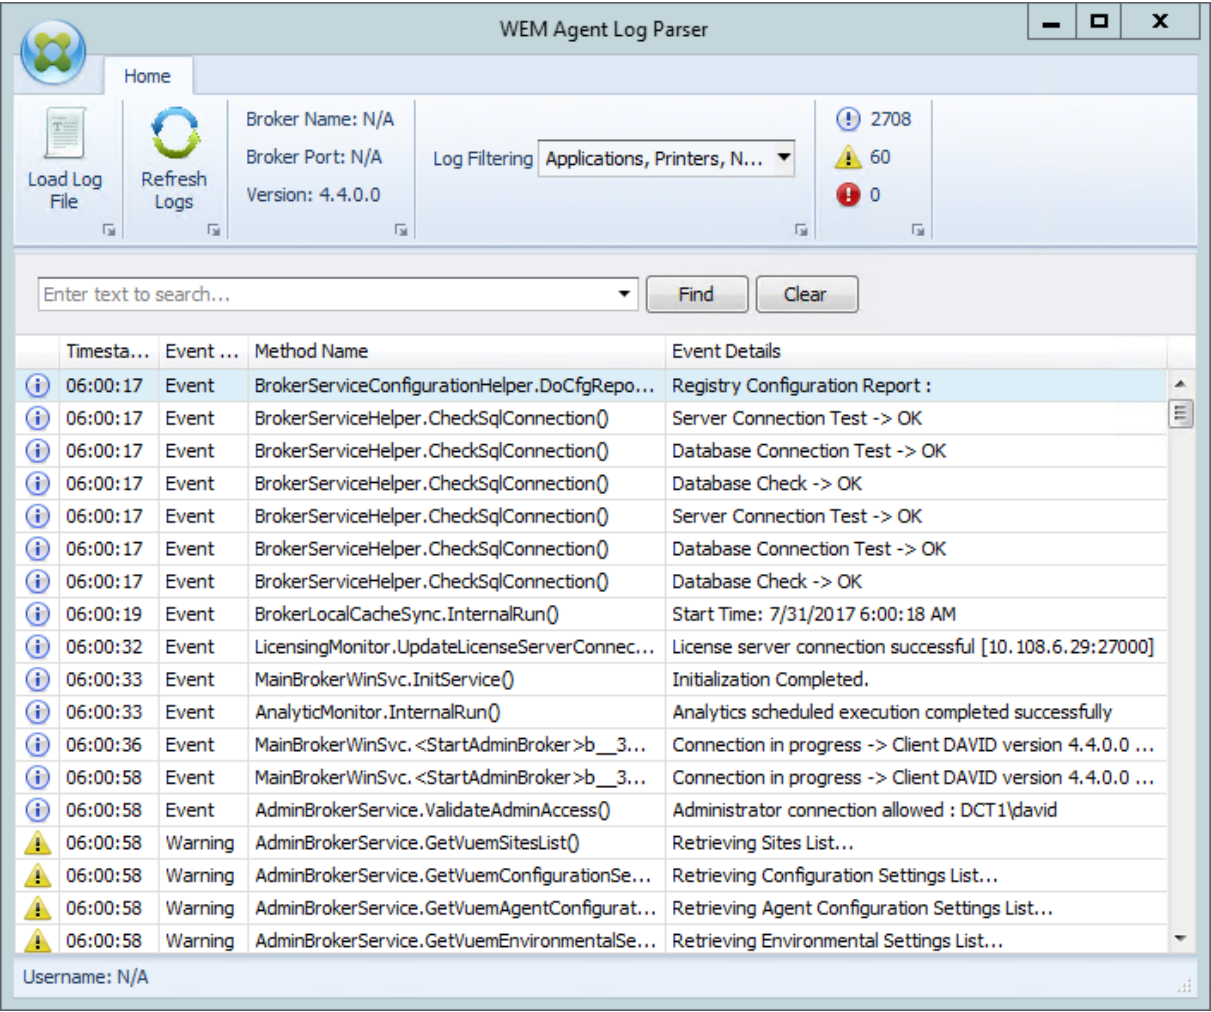 WEM Agent Log Parser
Home
Load Log File
Refresh Logs
Broker Name: N/A
Broker Port: N/A
Version: 4.4.0.0
Log Filtering Applications, Printers, N...
2708
60
0
Enter text to search... Find Clear
Timesta... Event ... Method Name Event Details
06:00:17 Event BrokerServiceConfigurationHelper.DoCfgRepo... Registry Configuration Report :
06:00:17 Event BrokerServiceHelper.CheckSqlConnection() Server Connection Test -> OK
06:00:17 Event BrokerServiceHelper.CheckSqlConnection() Database Connection Test -> OK
06:00:17 Event BrokerServiceHelper.CheckSqlConnection() Database Check -> OK
06:00:17 Event BrokerServiceHelper.CheckSqlConnection() Server Connection Test -> OK
06:00:17 Event BrokerServiceHelper.CheckSqlConnection() Database Connection Test -> OK
06:00:17 Event BrokerServiceHelper.CheckSqlConnection() Database Check -> OK
06:00:19 Event BrokerLocalCacheSync.InternalRun() Start Time: 7/31/2017 6:00:18 AM
06:00:32 Event LicensingMonitor.UpdateLicenseServerConnec... License server connection successful [10.108.6.29:27000]
06:00:33 Event MainBrokerWinSvc.InitService() Initialization Completed.
06:00:33 Event AnalyticMonitor.InternalRun() Analytics scheduled execution completed successfully
06:00:36 Event MainBrokerWinSvc.<StartAdminBroker>b__3... Connection in progress -> Client DAVID version 4.4.0.0 ...
06:00:58 Event MainBrokerWinSvc.<StartAdminBroker>b__3... Connection in progress -> Client DAVID version 4.4.0.0 ...
06:00:58 Event AdminBrokerService.ValidateAdminAccess() Administrator connection allowed : DCT1\david
06:00:58 Warning AdminBrokerService.GetVuemSitesList() Retrieving Sites List...
06:00:58 Warning AdminBrokerService.GetVuemConfigurationSe... Retrieving Configuration Settings List...
06:00:58 Warning AdminBrokerService.GetVuemAgentConfigurat... Retrieving Agent Configuration Settings List...
06:00:58 Warning AdminBrokerService.GetVuemEnvironmentalSe... Retrieving Environmental Settings List...
Username: N/A